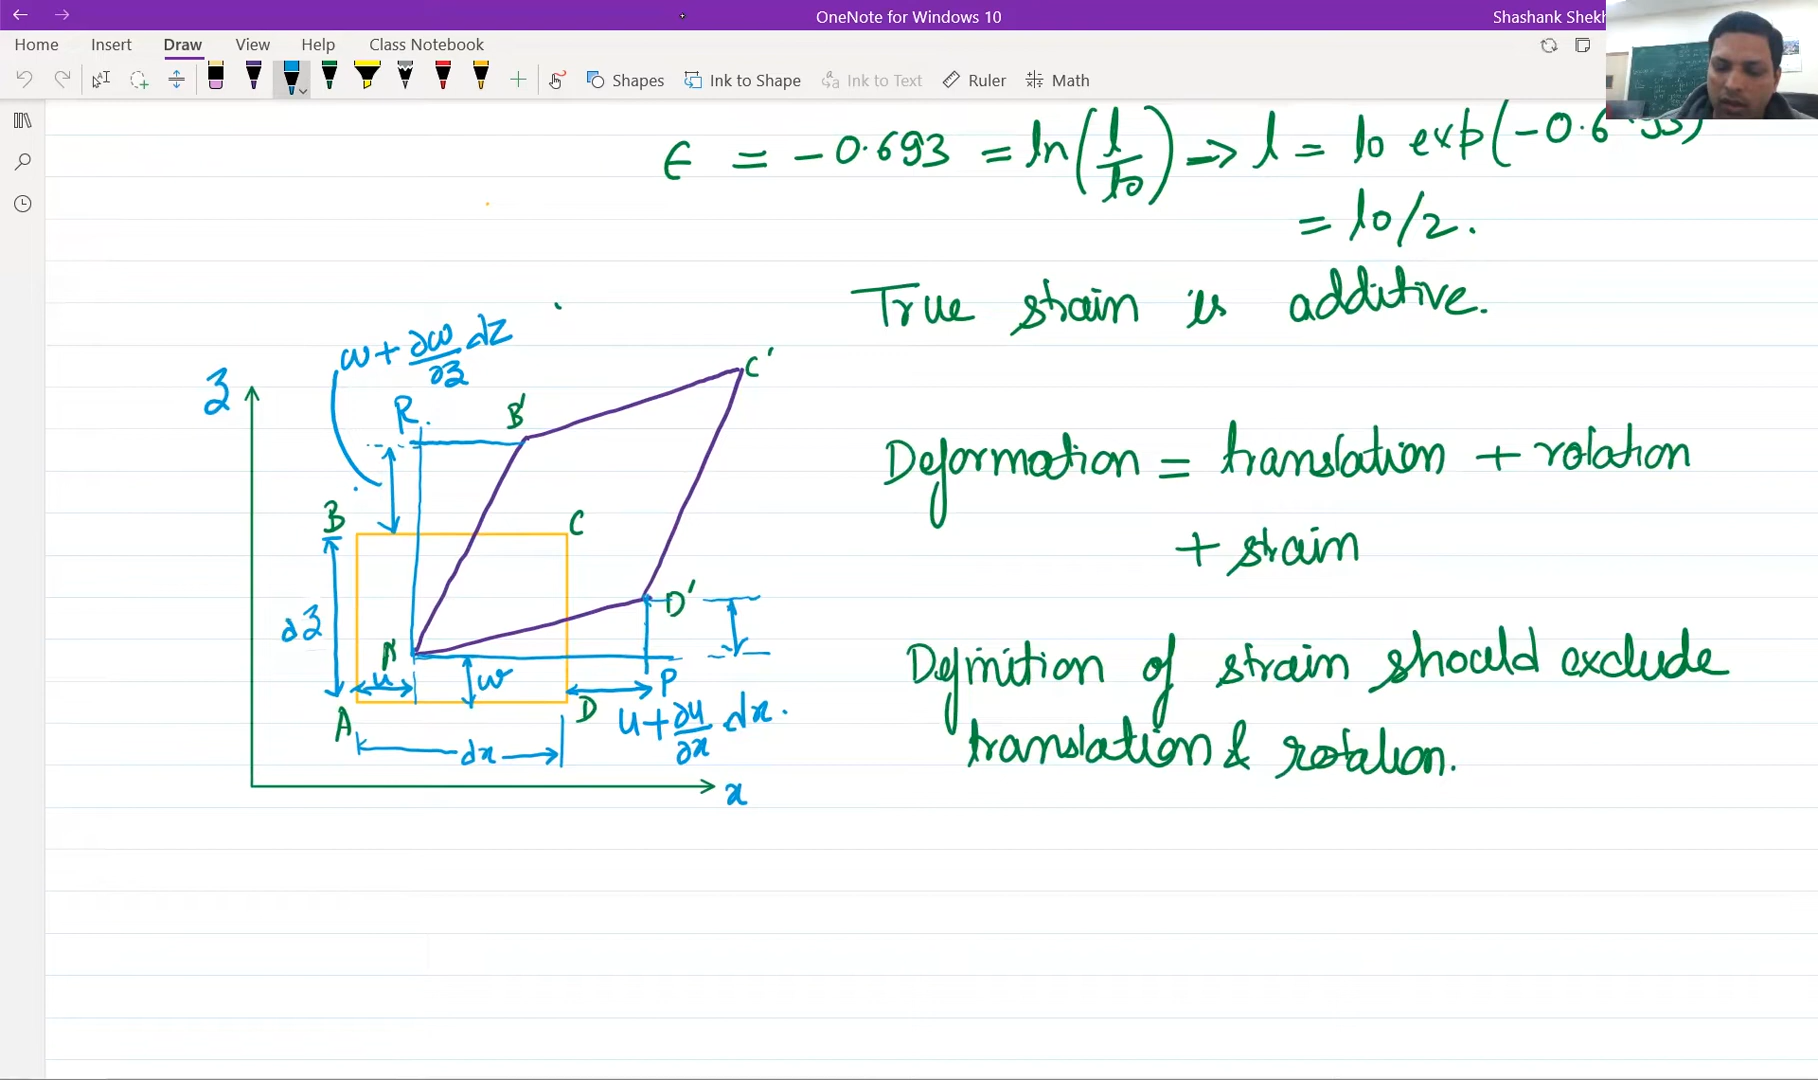 OneNote for Windows 10
Shashank Shekh
Home Insert Draw View Help Class Notebook
Shapes Ink to Shape Ink to Text Ruler Math
ϵ = -0.693 = ln(l/l0) → l = l0 exp(-0.6
= l0/2.
True strain is additive.
w + ∂w/∂z dz
z
R
B'
C'
Deformation = translation + rotation
+ strain
B
C
dz
D'
A'
u
w
P
A
D
u + ∂u/∂x dx.
dx
x
Definition of strain should exclude
translation & rotation.